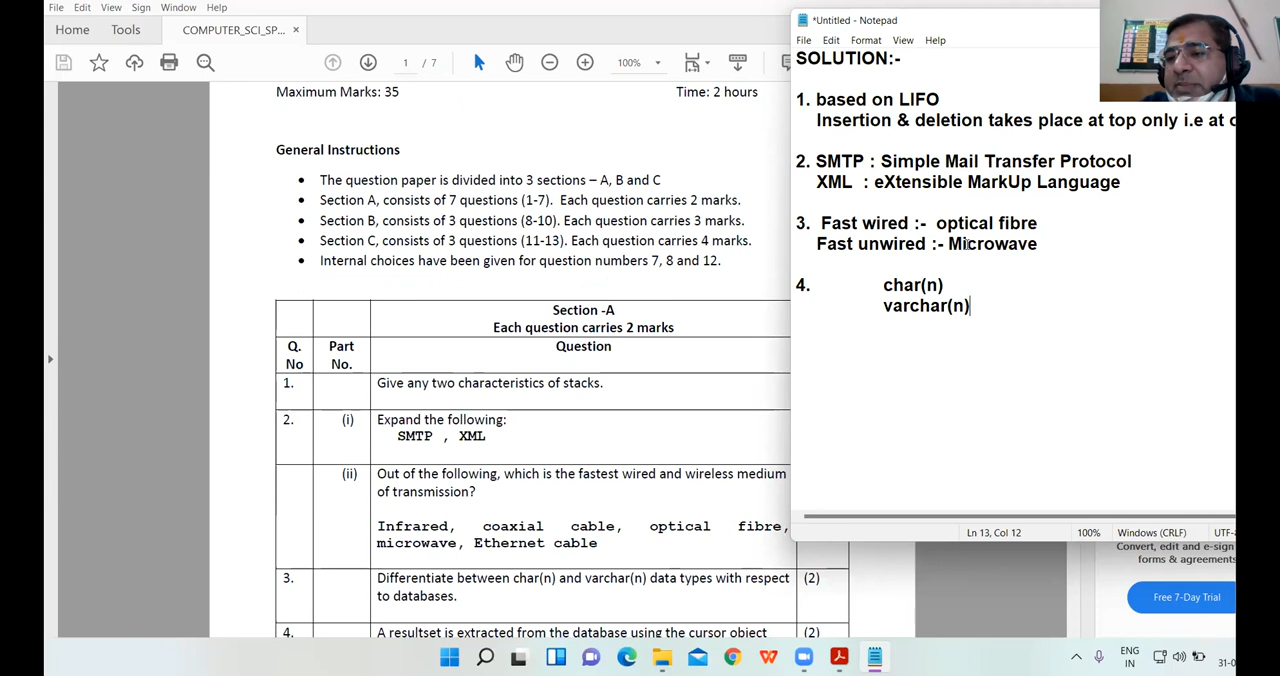 File Edit View Sign Window Help
Home Tools COMPUTER_SCI_SP... ×
1 / 7 100%
Maximum Marks: 35 Time: 2 hours
General Instructions
• The question paper is divided into 3 sections – A, B and C
• Section A, consists of 7 questions (1-7). Each question carries 2 marks.
• Section B, consists of 3 questions (8-10). Each question carries 3 marks.
• Section C, consists of 3 questions (11-13). Each question carries 4 marks.
• Internal choices have been given for question numbers 7, 8 and 12.
Section -A
Each question carries 2 marks
Q. No Part No. Question
1. Give any two characteristics of stacks.
2. (i) Expand the following:
SMTP , XML
(ii) Out of the following, which is the fastest wired and wireless medium
of transmission?
Infrared, coaxial cable, optical fibre,
microwave, Ethernet cable
3. Differentiate between char(n) and varchar(n) data types with respect (2)
to databases.
4. A resultset is extracted from the database using the cursor object (2)
*Untitled - Notepad
File Edit Format View Help
SOLUTION:-
1. based on LIFO
Insertion & deletion takes place at top only i.e at
2. SMTP : Simple Mail Transfer Protocol
XML : eXtensible MarkUp Language
3. Fast wired :- optical fibre
Fast unwired :- Microwave
4. char(n)
varchar(n)
Ln 13, Col 12 100% Windows (CRLF) UTF-
Convert, edit and e-sign
forms & agreements
Free 7-Day Trial
ENG
IN
31-0